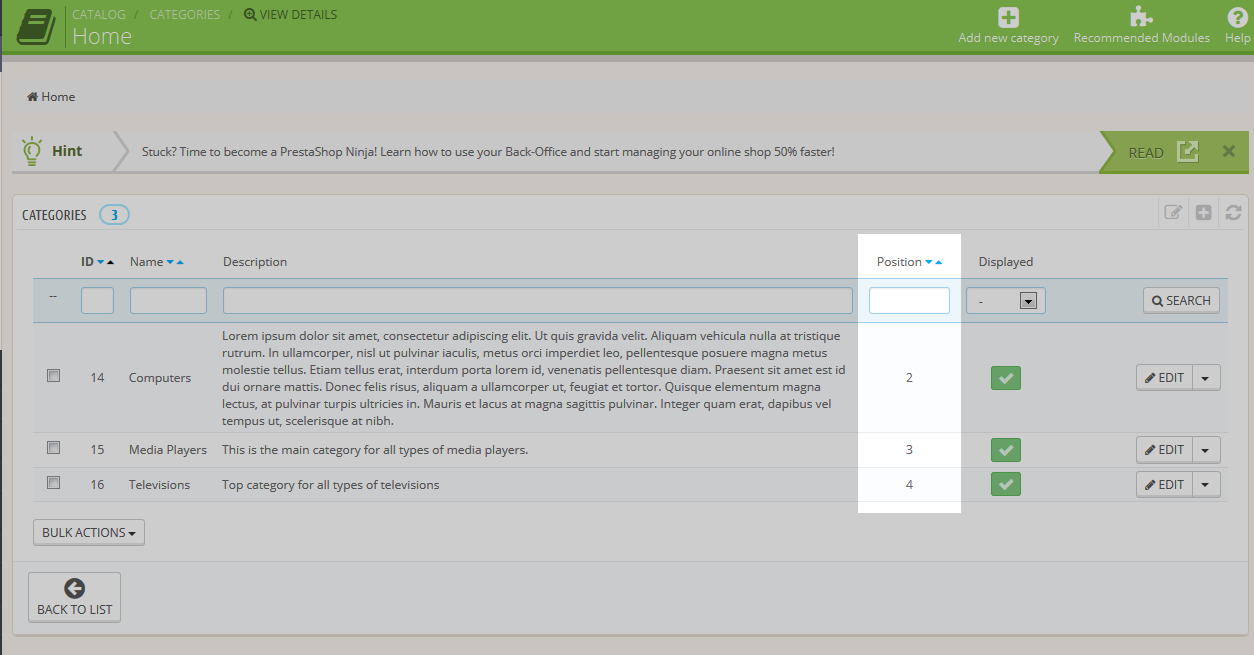 CATALOG / CATEGORIES / VIEW DETAILS
Home
Add new category
Recommended Modules
Help
Home
Hint
Stuck? Time to become a PrestaShop Ninja! Learn how to use your Back-Office and start managing your online shop 50% faster!
READ
CATEGORIES 3
ID Name Description Position Displayed
-- - SEARCH
Lorem ipsum dolor sit amet, consectetur adipiscing elit. Ut quis gravida velit. Aliquam vehicula nulla at tristique
rutrum. In ullamcorper, nisl ut pulvinar iaculis, metus orci imperdiet leo, pellentesque posuere magna metus
molestie tellus. Etiam tellus erat, interdum porta lorem id, venenatis pellentesque diam. Praesent sit amet est id
14 Computers
dui ornare mattis. Donec felis risus, aliquam a ullamcorper ut, feugiat et tortor. Quisque elementum magna
lectus, at pulvinar turpis ultricies in. Mauris et lacus at magna sagittis pulvinar. Integer quam erat, dapibus vel
tempus ut, scelerisque at nibh.
2 EDIT
15 Media Players This is the main category for all types of media players. 3 EDIT
16 Televisions Top category for all types of televisions 4 EDIT
BULK ACTIONS
BACK TO LIST